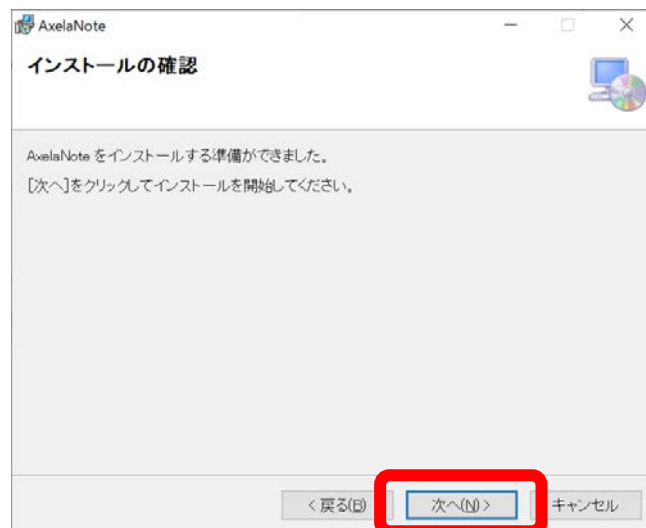 AxelaNote
インストールの確認
AxelaNote をインストールする準備ができました。
[次へ]をクリックしてインストールを開始してください。
< 戻る(B)
次へ(N) >
キャンセル